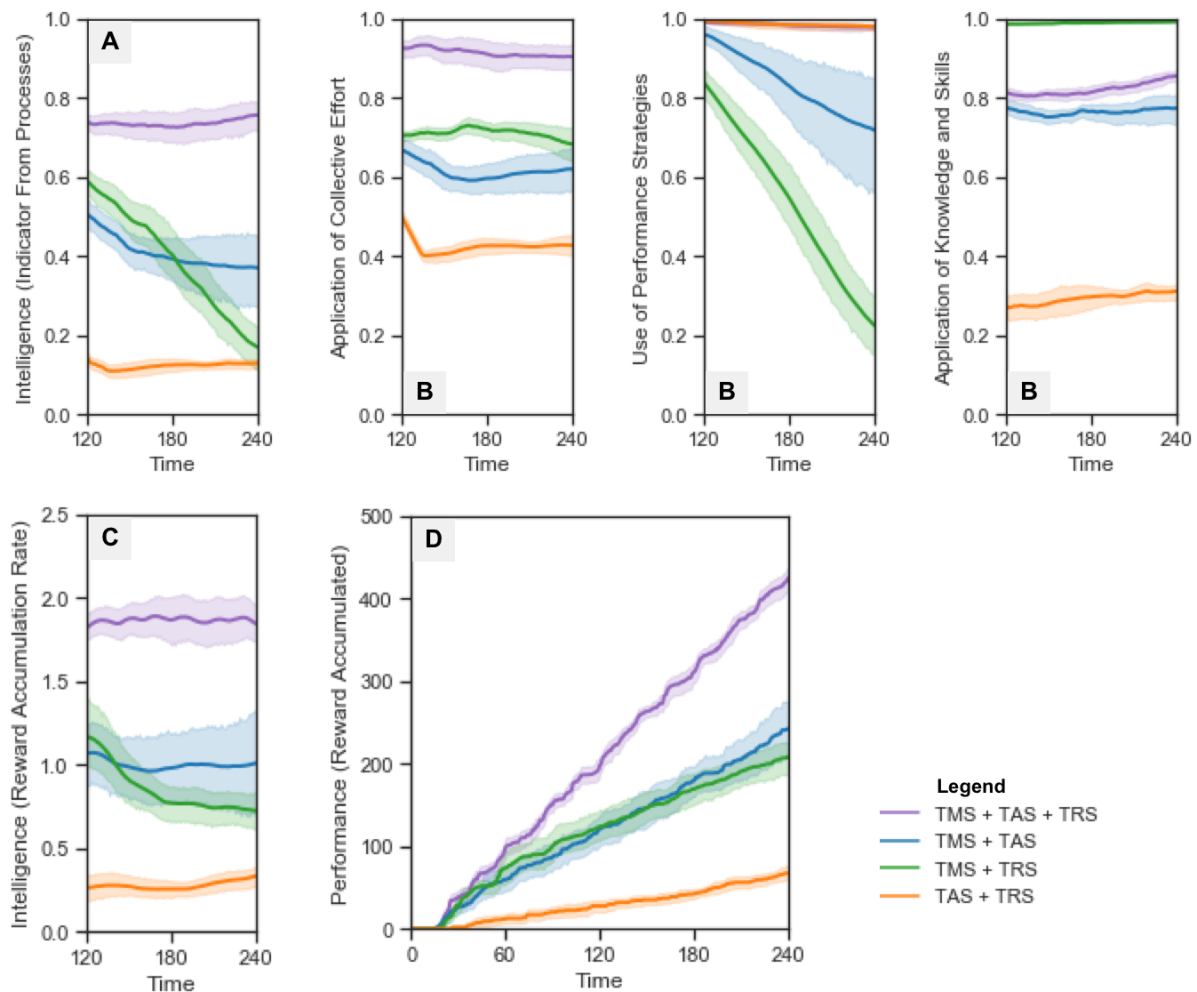 A
Intelligence (Indicator From Processes)
1.0
0.8
0.6
0.4
0.2
0.0
120 180 240
Time
B
Application of Collective Effort
1.0
0.8
0.6
0.4
0.2
0.0
120 180 240
Time
B
Use of Performance Strategies
1.0
0.8
0.6
0.4
0.2
0.0
120 180 240
Time
B
Application of Knowledge and Skills
1.0
0.8
0.6
0.4
0.2
0.0
120 180 240
Time
C
Intelligence (Reward Accumulation Rate)
2.5
2.0
1.5
1.0
0.5
0.0
120 180 240
Time
D
Performance (Reward Accumulated)
500
400
300
200
100
0
0 60 120 180 240
Time
Legend
TMS + TAS + TRS
TMS + TAS
TMS + TRS
TAS + TRS